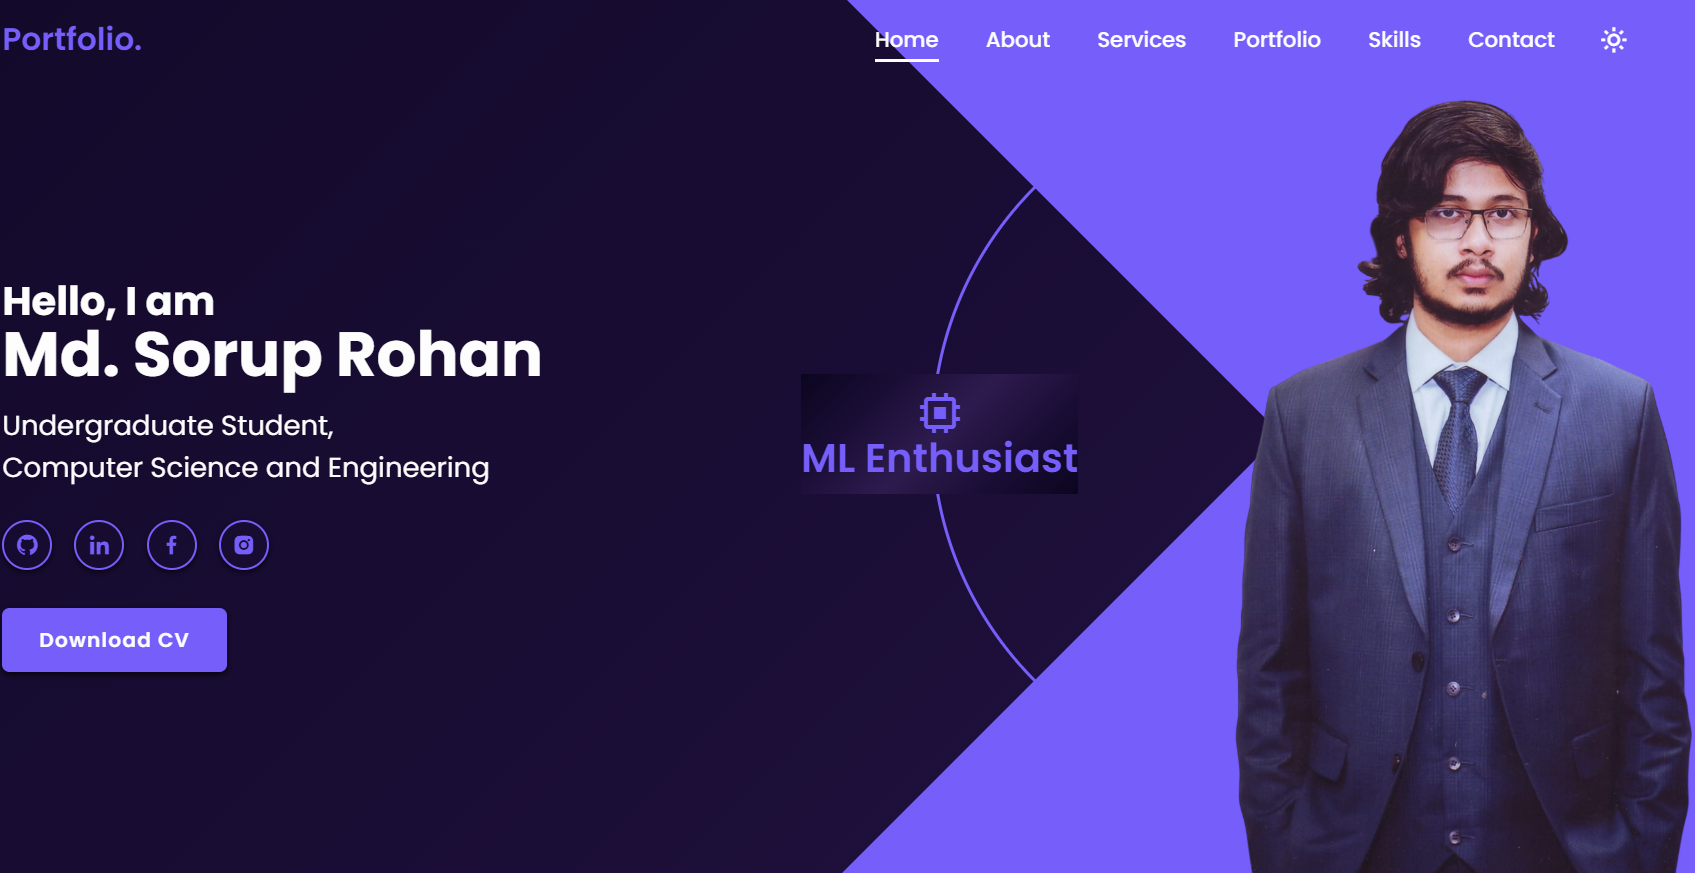 Portfolio.
Home About Services Portfolio Skills Contact
Hello, I am
Md. Sorup Rohan
Undergraduate Student,
Computer Science and Engineering
Download CV
ML Enthusiast